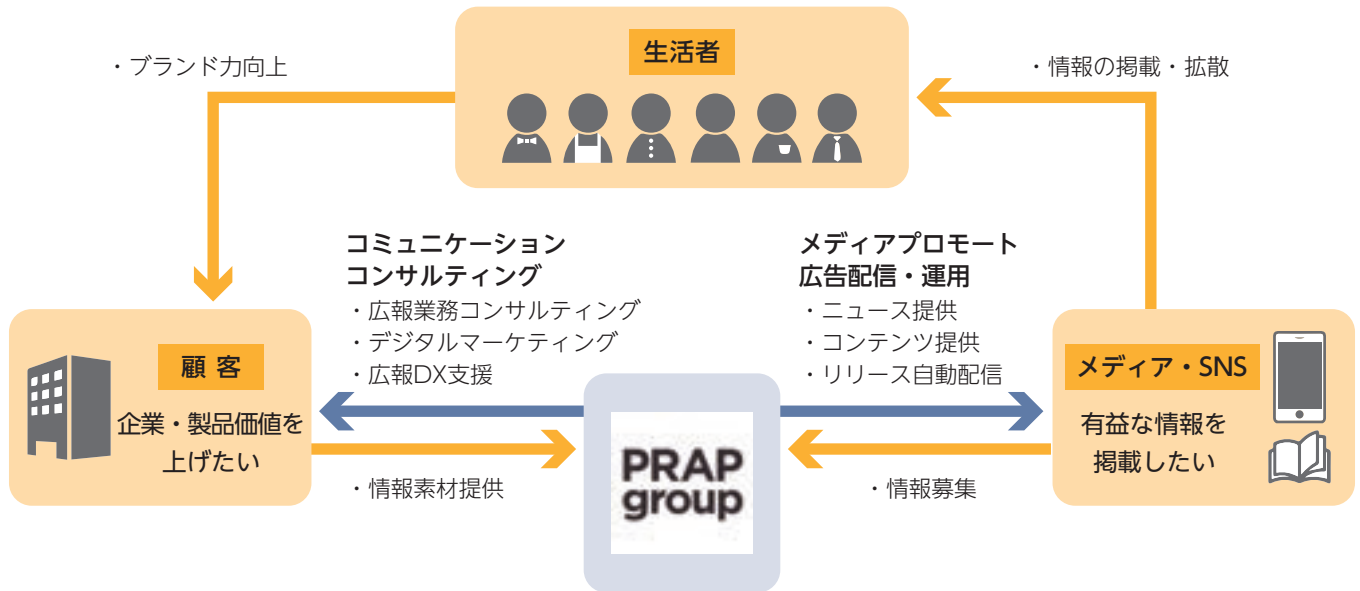 生活者
・ブランド力向上
・情報の掲載・拡散
コミュニケーション
コンサルティング
・広報業務コンサルティング
・デジタルマーケティング
・広報DX支援
メディアプロモート
広告配信・運用
・ニュース提供
・コンテンツ提供
・リリース自動配信
顧 客
企業・製品価値を
上げたい
メディア・SNS
有益な情報を
掲載したい
PRAP
group
・情報素材提供
・情報募集